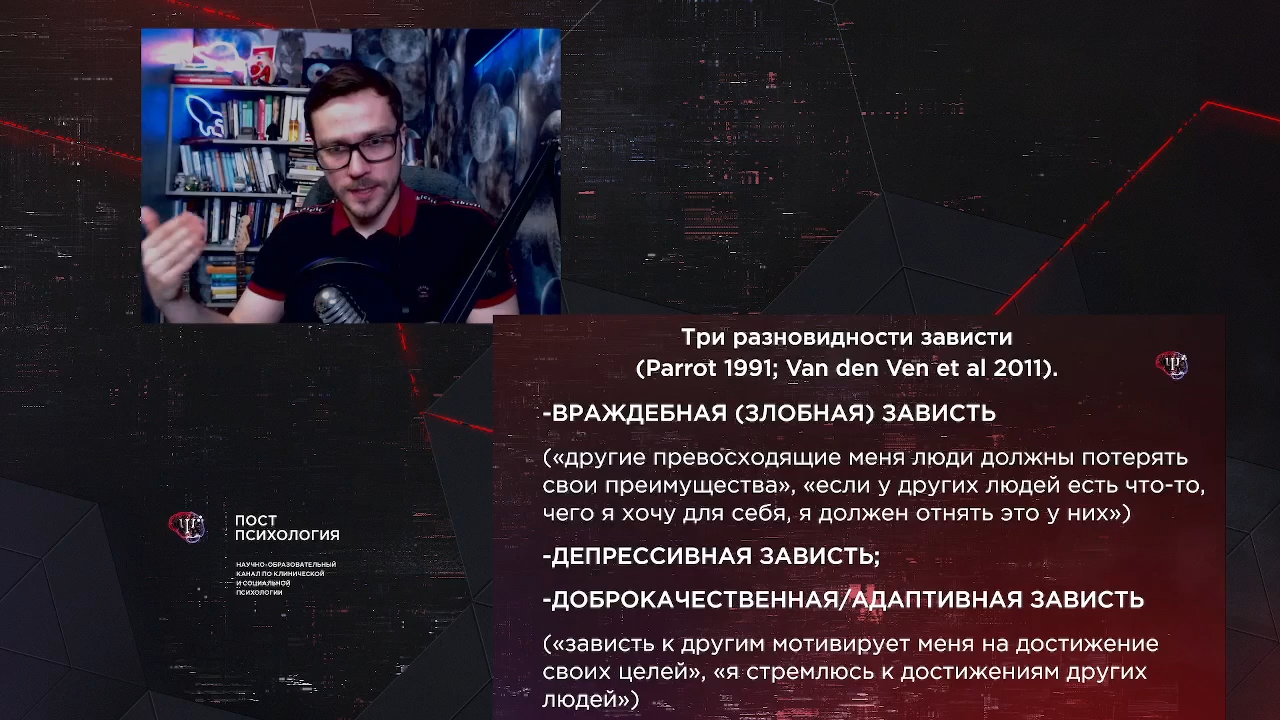 Три разновидности зависти
(Parrot 1991; Van den Ven et al 2011).
-ВРАЖДЕБНАЯ (ЗЛОБНАЯ) ЗАВИСТЬ
(«другие превосходящие меня люди должны потерять
свои преимущества», «если у других людей есть что-то,
чего я хочу для себя, я должен отнять это у них»)
-ДЕПРЕССИВНАЯ ЗАВИСТЬ;
-ДОБРОКАЧЕСТВЕННАЯ/АДАПТИВНАЯ ЗАВИСТЬ
(«зависть к другим мотивирует меня на достижение
своих целей», «я стремлюсь к достижениям других
людей»)
ПОСТ
ПСИХОЛОГИЯ
НАУЧНО-ОБРАЗОВАТЕЛЬНЫЙ
КАНАЛ ПО КЛИНИЧЕСКОЙ
И СОЦИАЛЬНОЙ
ПСИХОЛОГИИ